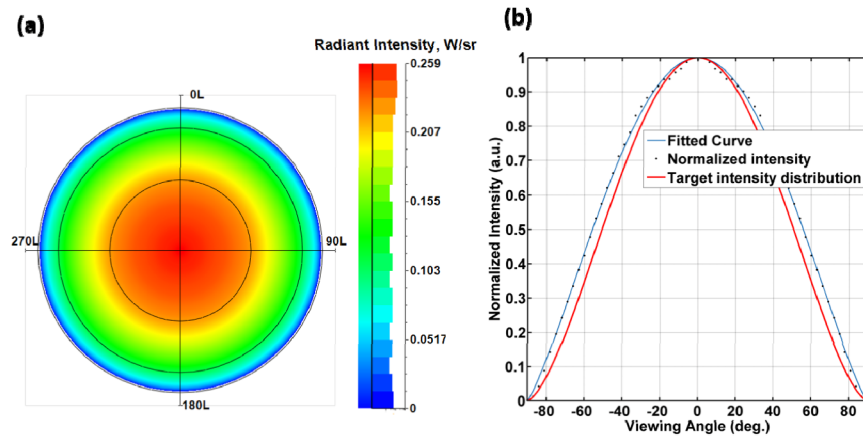 (a)
Radiant Intensity, W/sr
0L
270L
90L
180L
0.259
0.207
0.155
0.103
0.0517
0
(b)
Normalized Intensity (a.u.)
1
0.9
0.8
0.7
0.6
0.5
0.4
0.3
0.2
0.1
0
Fitted Curve
Normalized intensity
Target intensity distribution
-80 -60 -40 -20 0 20 40 60 80
Viewing Angle (deg.)